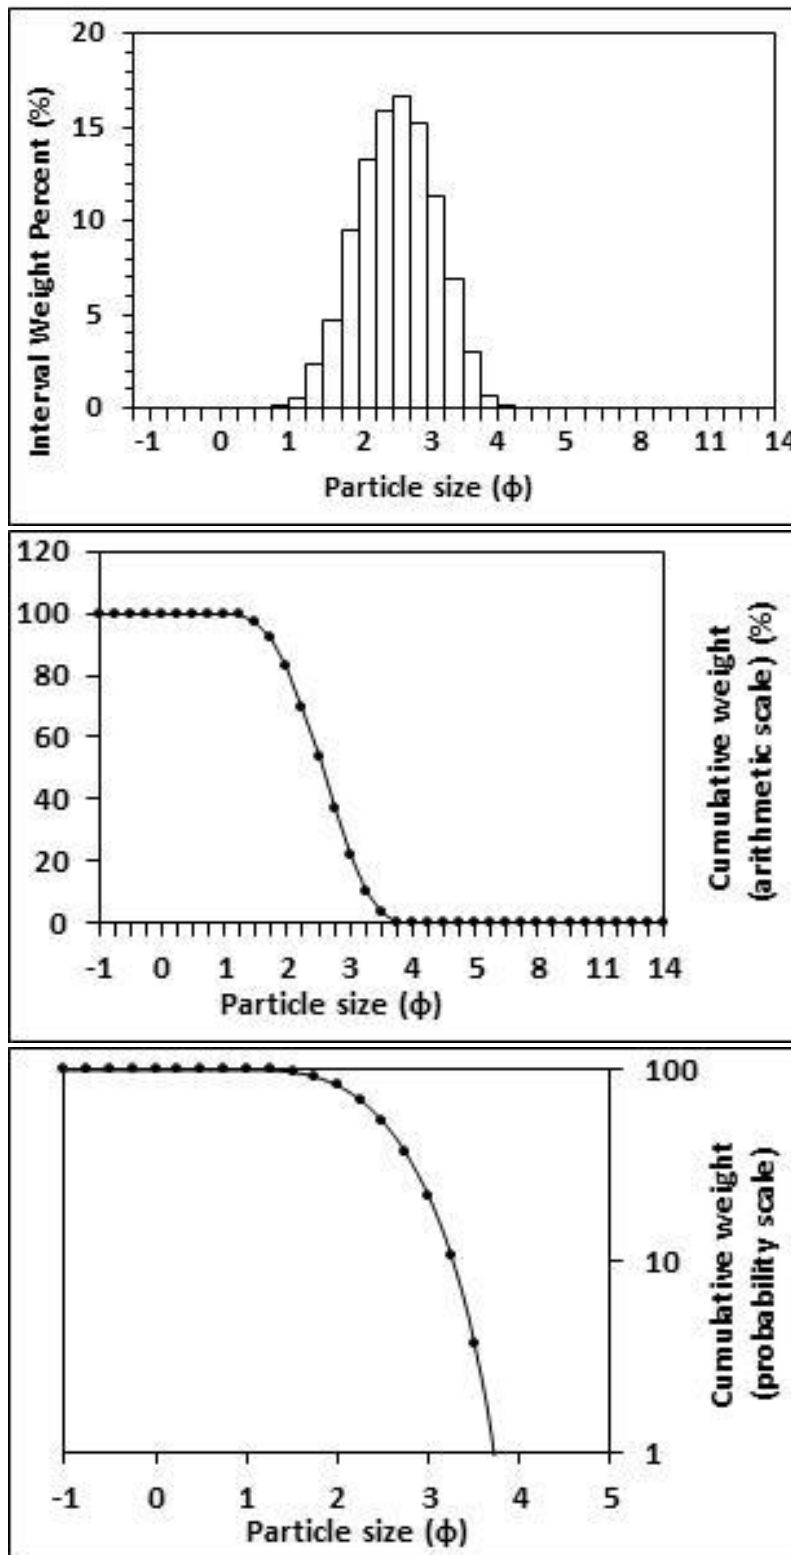 Interval Weight Percent (%)
20
15
10
5
0
-1 0 1 2 3 4 5 8 11 14
Particle size (ϕ)
120
100
80
60
40
20
0
-1 0 1 2 3 4 5 8 11 14
Particle size (ϕ)
Cumulative weight
(arithmetic scale) (%)
100
10
1
-1 0 1 2 3 4 5
Particle size (ϕ)
Cumulative weight
(probability scale)